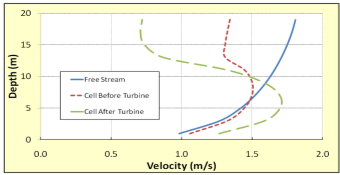 20
15
10
5
0
Depth (m)
Free Stream
Cell Before Turbine
Cell After Turbine
0.0 0.5 1.0 1.5 2.0
Velocity (m/s)